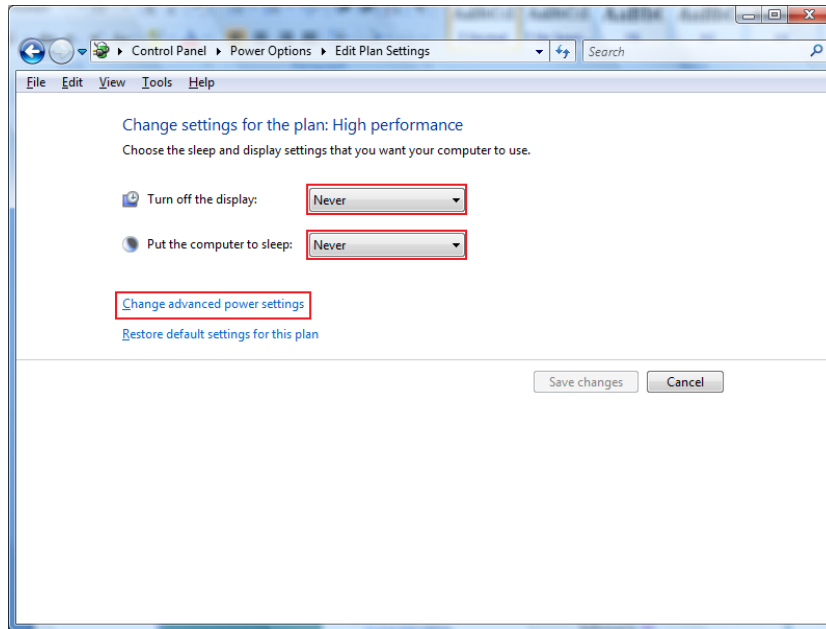 Control Panel Power Options Edit Plan Settings Search
File Edit View Tools Help
Change settings for the plan: High performance
Choose the sleep and display settings that you want your computer to use.
Turn off the display: Never
Put the computer to sleep: Never
Change advanced power settings
Restore default settings for this plan
Save changes Cancel